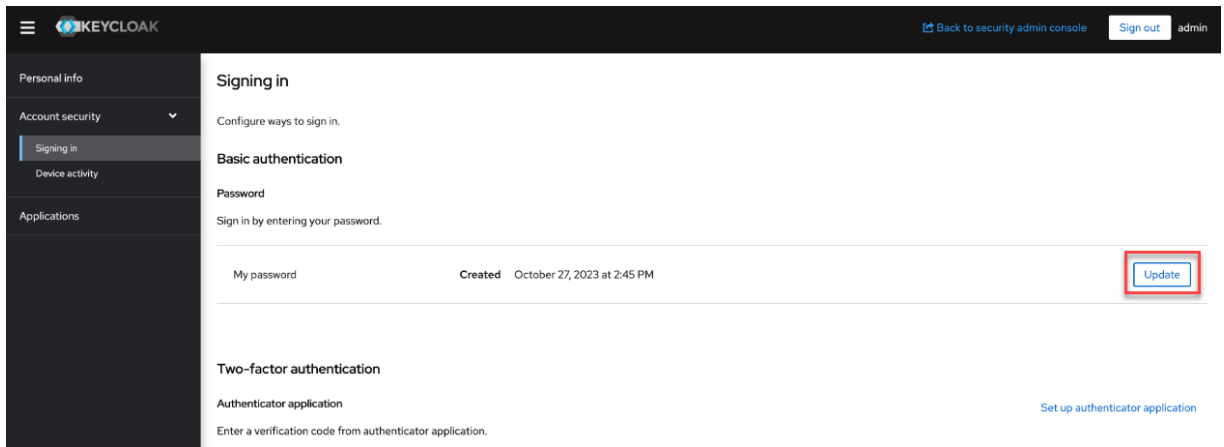 KEYCLOAK
Back to security admin console
Sign out
admin
Personal info
Account security
Signing in
Device activity
Applications
Signing in
Configure ways to sign in.
Basic authentication
Password
Sign in by entering your password.
My password Created October 27, 2023 at 2:45 PM Update
Two-factor authentication
Authenticator application
Set up authenticator application
Enter a verification code from authenticator application.